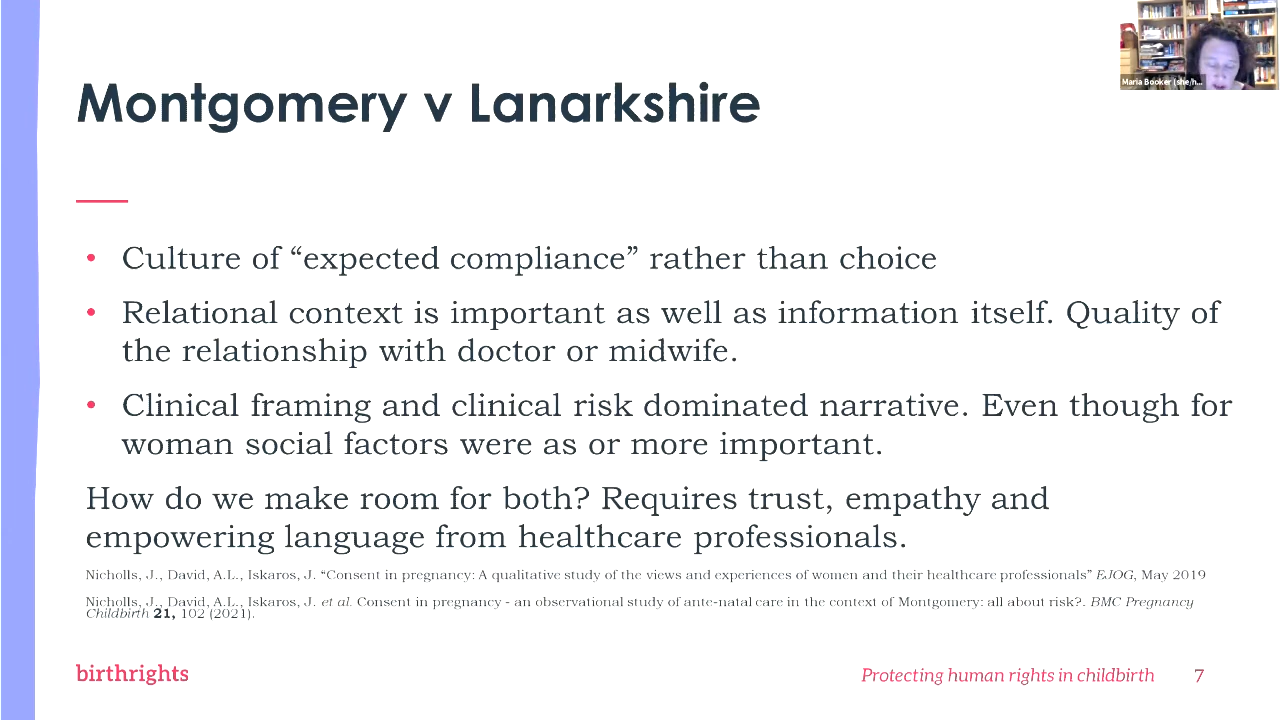 Maria Booker (she/h...
Montgomery v Lanarkshire
• Culture of “expected compliance” rather than choice
• Relational context is important as well as information itself. Quality of
the relationship with doctor or midwife.
• Clinical framing and clinical risk dominated narrative. Even though for
woman social factors were as or more important.
How do we make room for both? Requires trust, empathy and
empowering language from healthcare professionals.
Nicholls, J., David, A.L., Iskaros, J. “Consent in pregnancy: A qualitative study of the views and experiences of women and their healthcare professionals” EJOG, May 2019
Nicholls, J., David, A.L., Iskaros, J. et al. Consent in pregnancy - an observational study of ante-natal care in the context of Montgomery: all about risk?. BMC Pregnancy
Childbirth 21, 102 (2021).
birthrights
Protecting human rights in childbirth 7